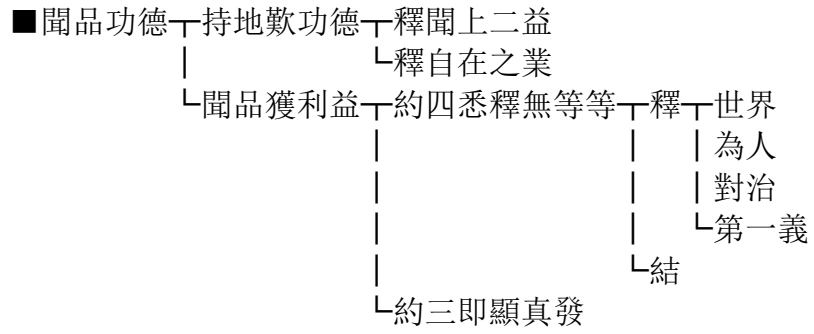 ■聞品功德┬持地歎功德┬釋聞上二益
│ └釋自在之業
└聞品獲利益┬約四悉釋無等等┬釋┬世界
│ │ │為人
│ │ │對治
│ │ └第一義
│ └結
└約三即顯真發